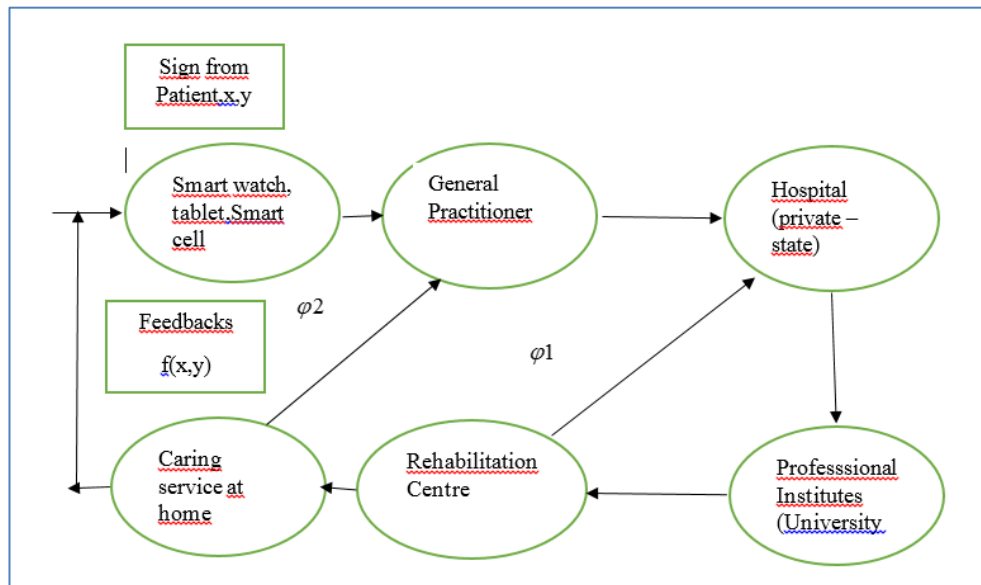 Sign from
Patient,x,y
Smart watch,
tablet,Smart
cell
General
Practitioner
Hospital
(private –
state)
Feedbacks
f(x,y)
φ2
φ1
Caring
service at
home
Rehabilitation
Centre
Professsional
Institutes
(University